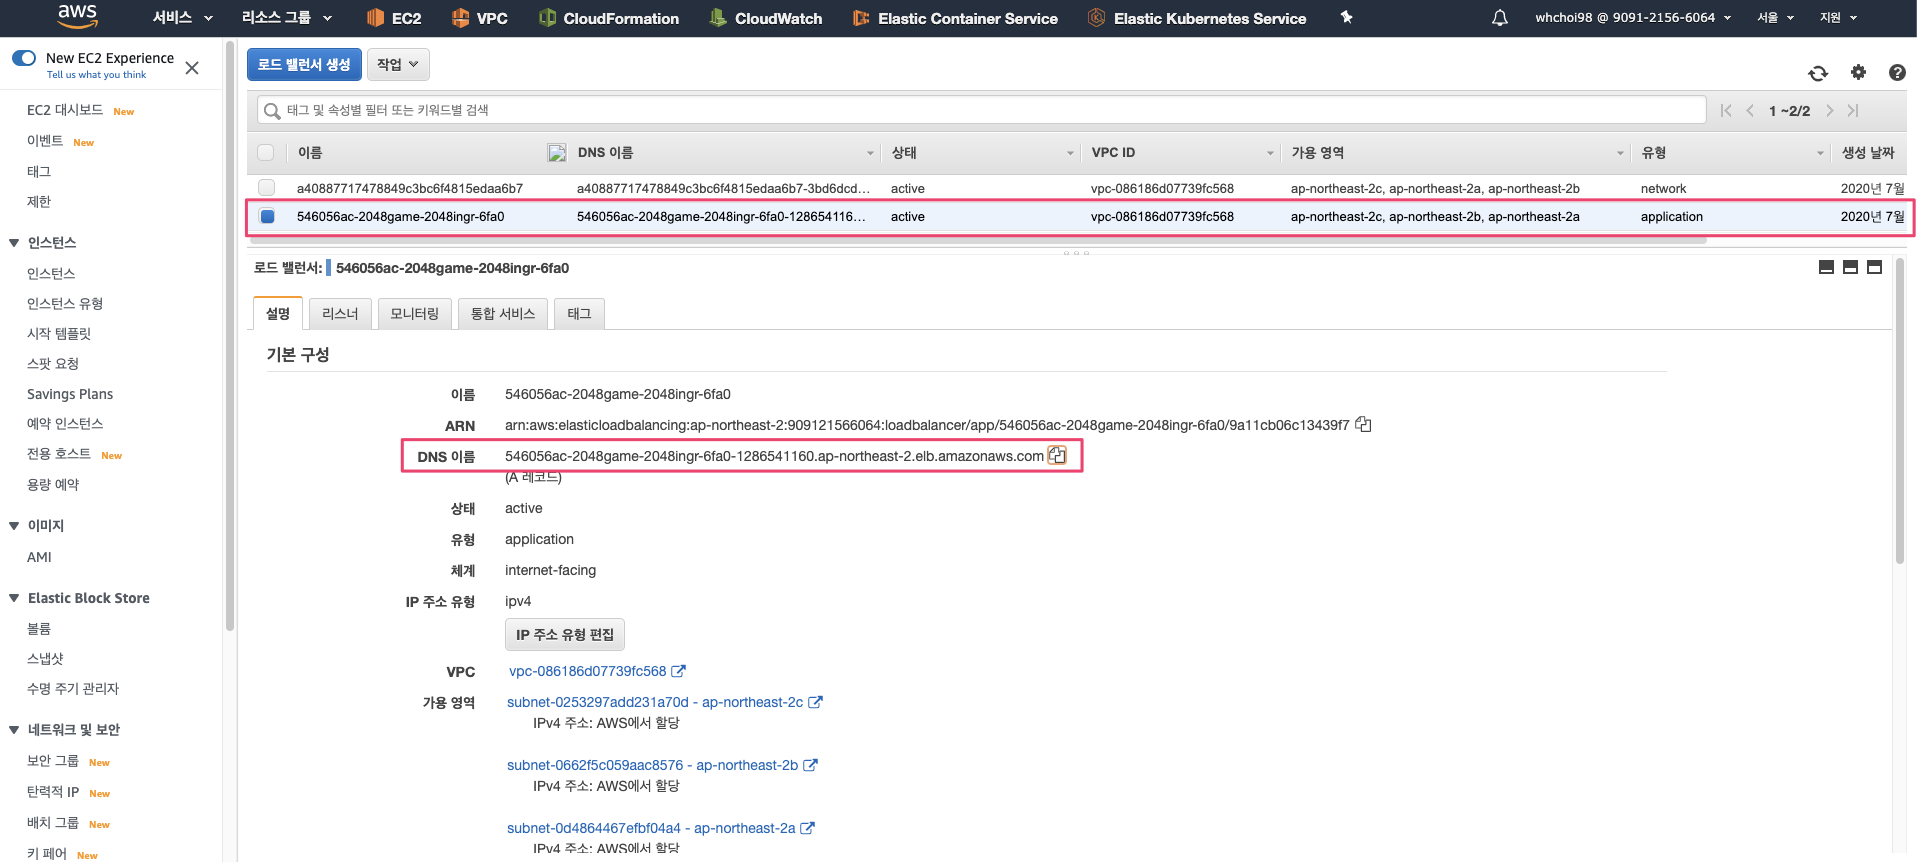 aws 서비스 리소스 그룹 EC2 VPC CloudFormation CloudWatch Elastic Container Service Elastic Kubernetes Service whchoi98 @ 9091-2156-6064 서울 지원
New EC2 Experience
Tell us what you think
EC2 대시보드 New
이벤트 New
태그
제한
인스턴스
인스턴스
인스턴스 유형
시작 템플릿
스팟 요청
Savings Plans
예약 인스턴스
전용 호스트 New
용량 예약
이미지
AMI
Elastic Block Store
볼륨
스냅샷
수명 주기 관리자
네트워크 및 보안
보안 그룹 New
탄력적 IP New
배치 그룹 New
키 페어 New
로드 밸런서 생성 작업
태그 및 속성별 필터 또는 키워드별 검색
1 ~2/2
이름 DNS 이름 상태 VPC ID 가용 영역 유형 생성 날짜
a40887717478849c3bc6f4815edaa6b7 a40887717478849c3bc6f4815edaa6b7-3bd6dcd... active vpc-086186d07739fc568 ap-northeast-2c, ap-northeast-2a, ap-northeast-2b network 2020년 7월
546056ac-2048game-2048ingr-6fa0 546056ac-2048game-2048ingr-6fa0-128654116... active vpc-086186d07739fc568 ap-northeast-2c, ap-northeast-2b, ap-northeast-2a application 2020년 7월
로드 밸런서: 546056ac-2048game-2048ingr-6fa0
설명 리스너 모니터링 통합 서비스 태그
기본 구성
이름 546056ac-2048game-2048ingr-6fa0
ARN arn:aws:elasticloadbalancing:ap-northeast-2:909121566064:loadbalancer/app/546056ac-2048game-2048ingr-6fa0/9a11cb06c13439f7
DNS 이름 546056ac-2048game-2048ingr-6fa0-1286541160.ap-northeast-2.elb.amazonaws.com
(A 레코드)
상태 active
유형 application
체계 internet-facing
IP 주소 유형 ipv4
IP 주소 유형 편집
VPC vpc-086186d07739fc568
가용 영역 subnet-0253297add231a70d - ap-northeast-2c
IPv4 주소: AWS에서 할당
subnet-0662f5c059aac8576 - ap-northeast-2b
IPv4 주소: AWS에서 할당
subnet-0d4864467efbf04a4 - ap-northeast-2a
IPv4 주소: AWS에서 할당